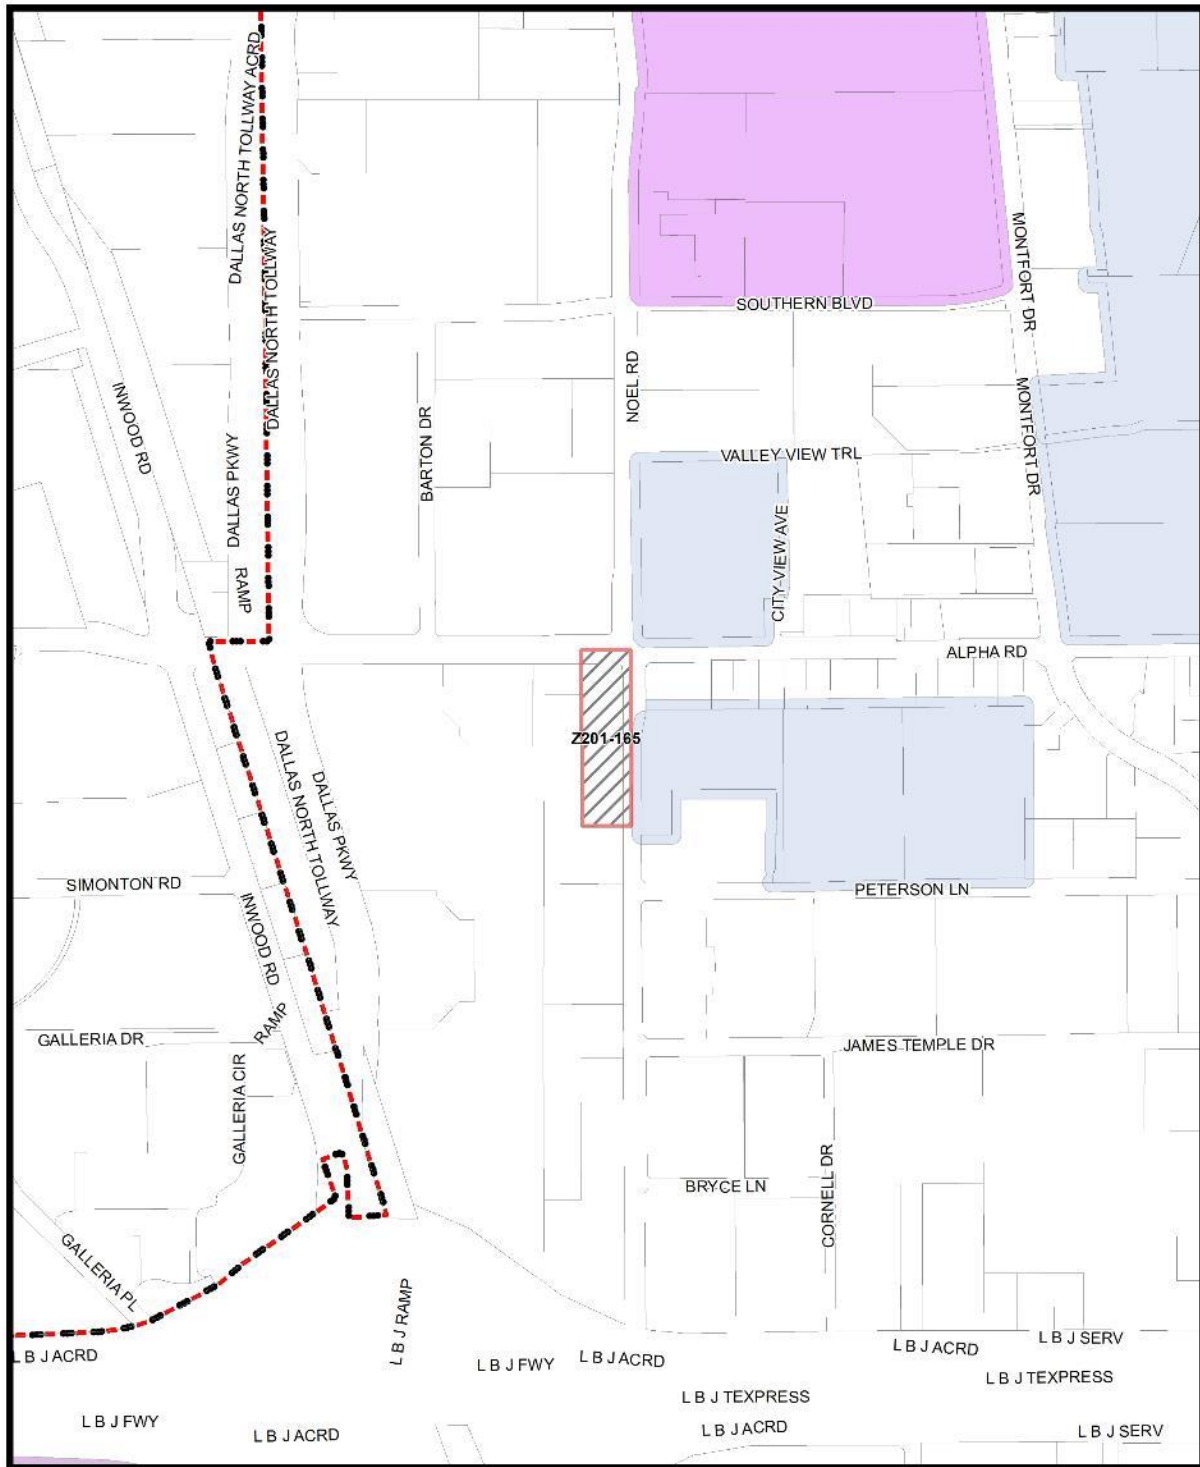 DALLAS NORTH TOLLWAY ACRD
DALLAS NORTH TOLLWAY
MONTFORT DR
SOUTHERN BLVD
INWOOD RD
NOEL RD
BARTON DR
MONTFORT DR
DALLAS PKWY
VALLEY VIEW TRL
CITY VIEW AVE
RAMP
ALPHA RD
Z201-165
DALLAS NORTH TOLLWAY
DALLAS PKWY
SIMONTON RD
PETERSON LN
INWOOD RD
RAMP
GALLERIA DR
JAMES TEMPLE DR
GALLERIA CIR
BRYCE LN
CORNELL DR
GALLERIA PL
L B J RAMP
L B J ACRD
L B J FWY
L B J ACRD
L B J ACRD
L B J SERV
L B J TEXPRESS
L B J TEXPRESS
L B J FWY
L B J ACRD
L B J ACRD
L B J SERV